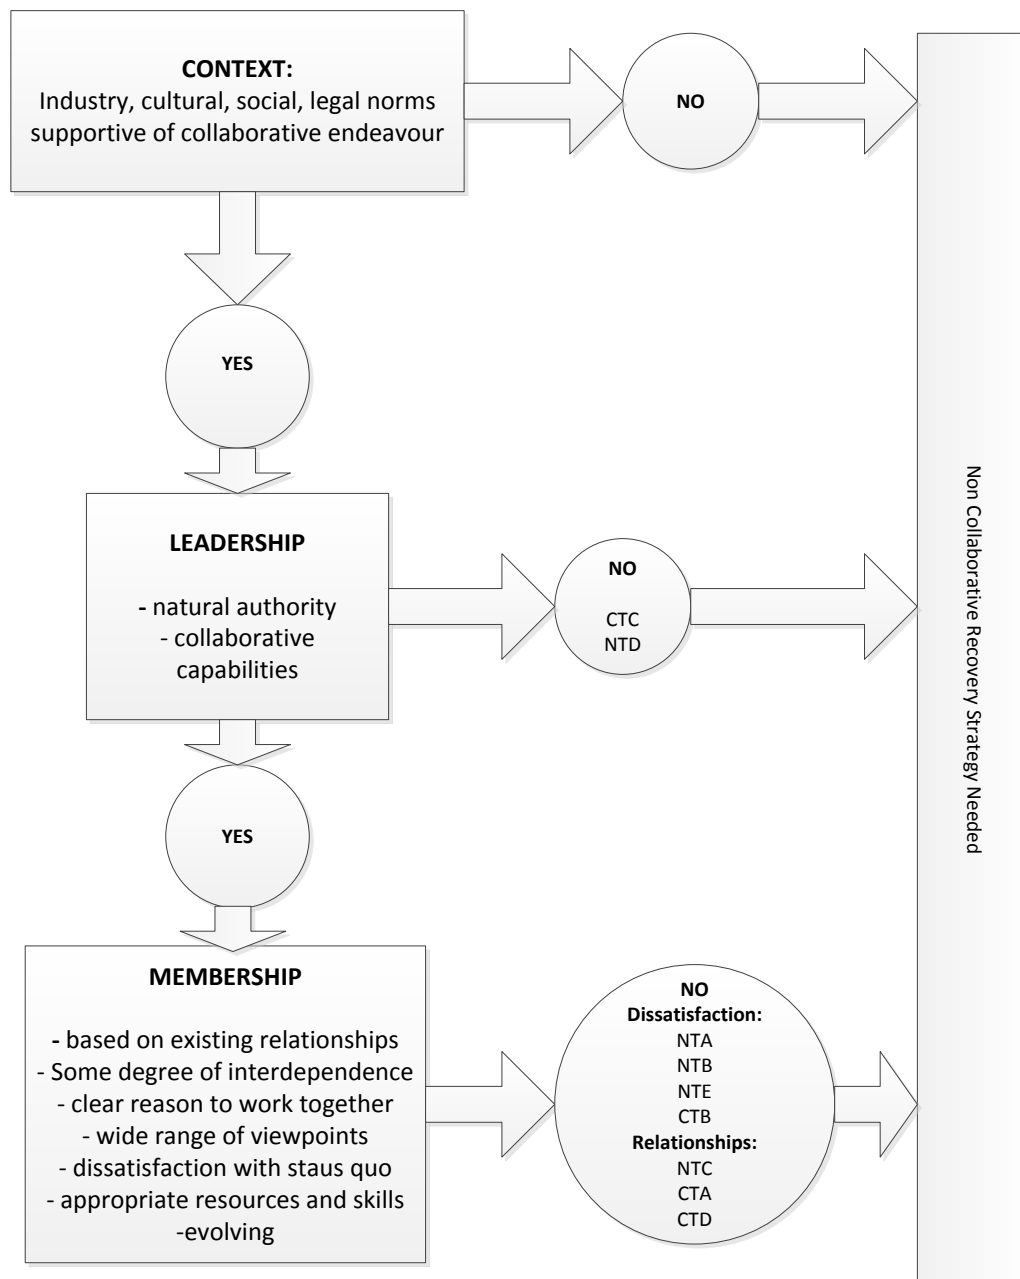 CONTEXT:
Industry, cultural, social, legal norms
supportive of collaborative endeavour
NO
YES
LEADERSHIP
- natural authority
- collaborative
capabilities
NO
CTC
NTD
Non Collaborative Recovery Strategy Needed
YES
MEMBERSHIP
- based on existing relationships
- Some degree of interdependence
- clear reason to work together
- wide range of viewpoints
- dissatisfaction with staus quo
- appropriate resources and skills
-evolving
NO
Dissatisfaction:
NTA
NTB
NTE
CTB
Relationships:
NTC
CTA
CTD